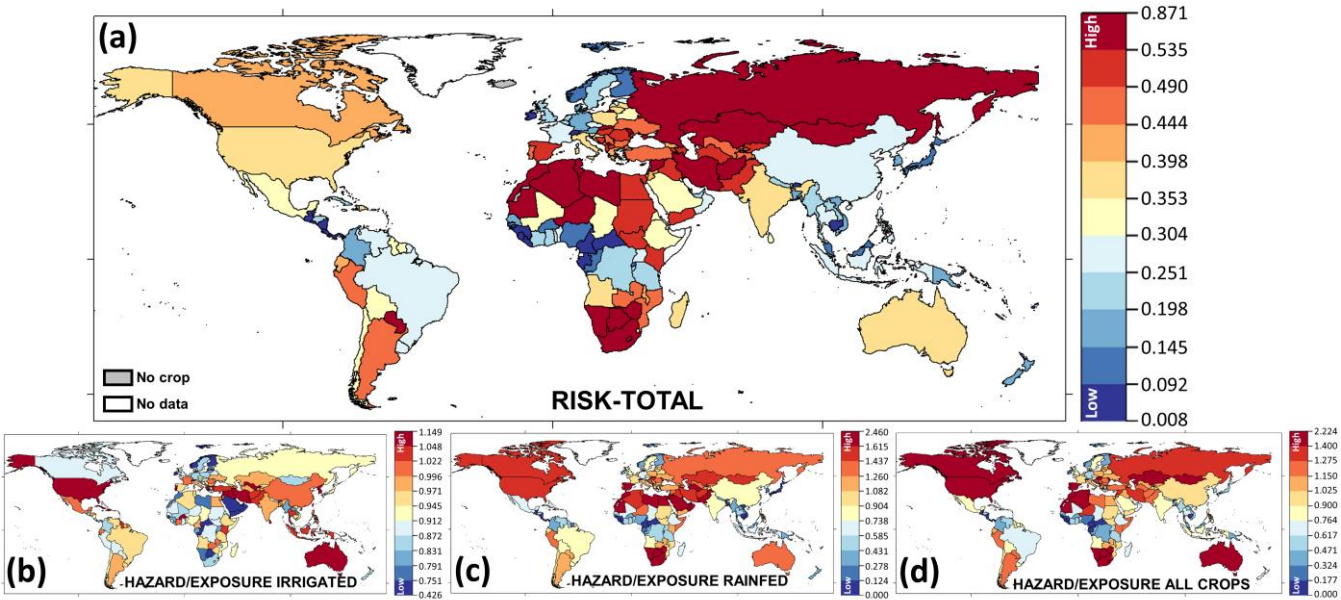 (a)
High
0.871
0.535
0.490
0.444
0.398
0.353
0.304
0.251
0.198
0.145
0.092
0.008
Low
No crop
No data
RISK-TOTAL
(b)
HAZARD/EXPOSURE IRRIGATED
High
1.149
1.048
1.022
0.996
0.971
0.945
0.912
0.872
0.831
0.791
0.751
0.426
Low
(c)
HAZARD/EXPOSURE RAINFED
High
2.460
1.615
1.437
1.260
1.082
0.904
0.738
0.585
0.431
0.278
0.124
0.000
Low
(d)
HAZARD/EXPOSURE ALL CROPS
High
2.224
1.400
1.275
1.150
1.025
0.900
0.764
0.617
0.471
0.324
0.177
0.000
Low